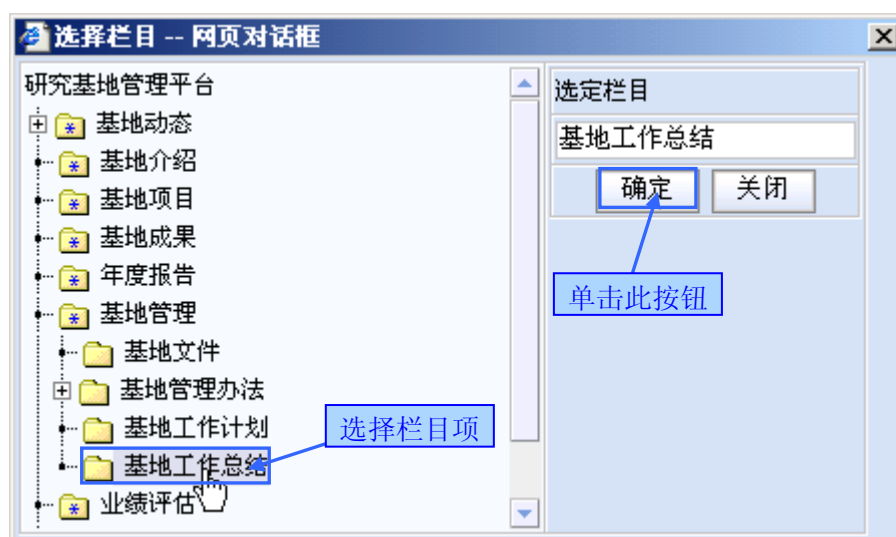 选择栏目 -- 网页对话框
研究基地管理平台
基地动态
基地介绍
基地项目
基地成果
年度报告
基地管理
基地文件
基地管理办法
基地工作计划
基地工作总结
业绩评估
选择栏目项
选定栏目
基地工作总结
确定 关闭
单击此按钮